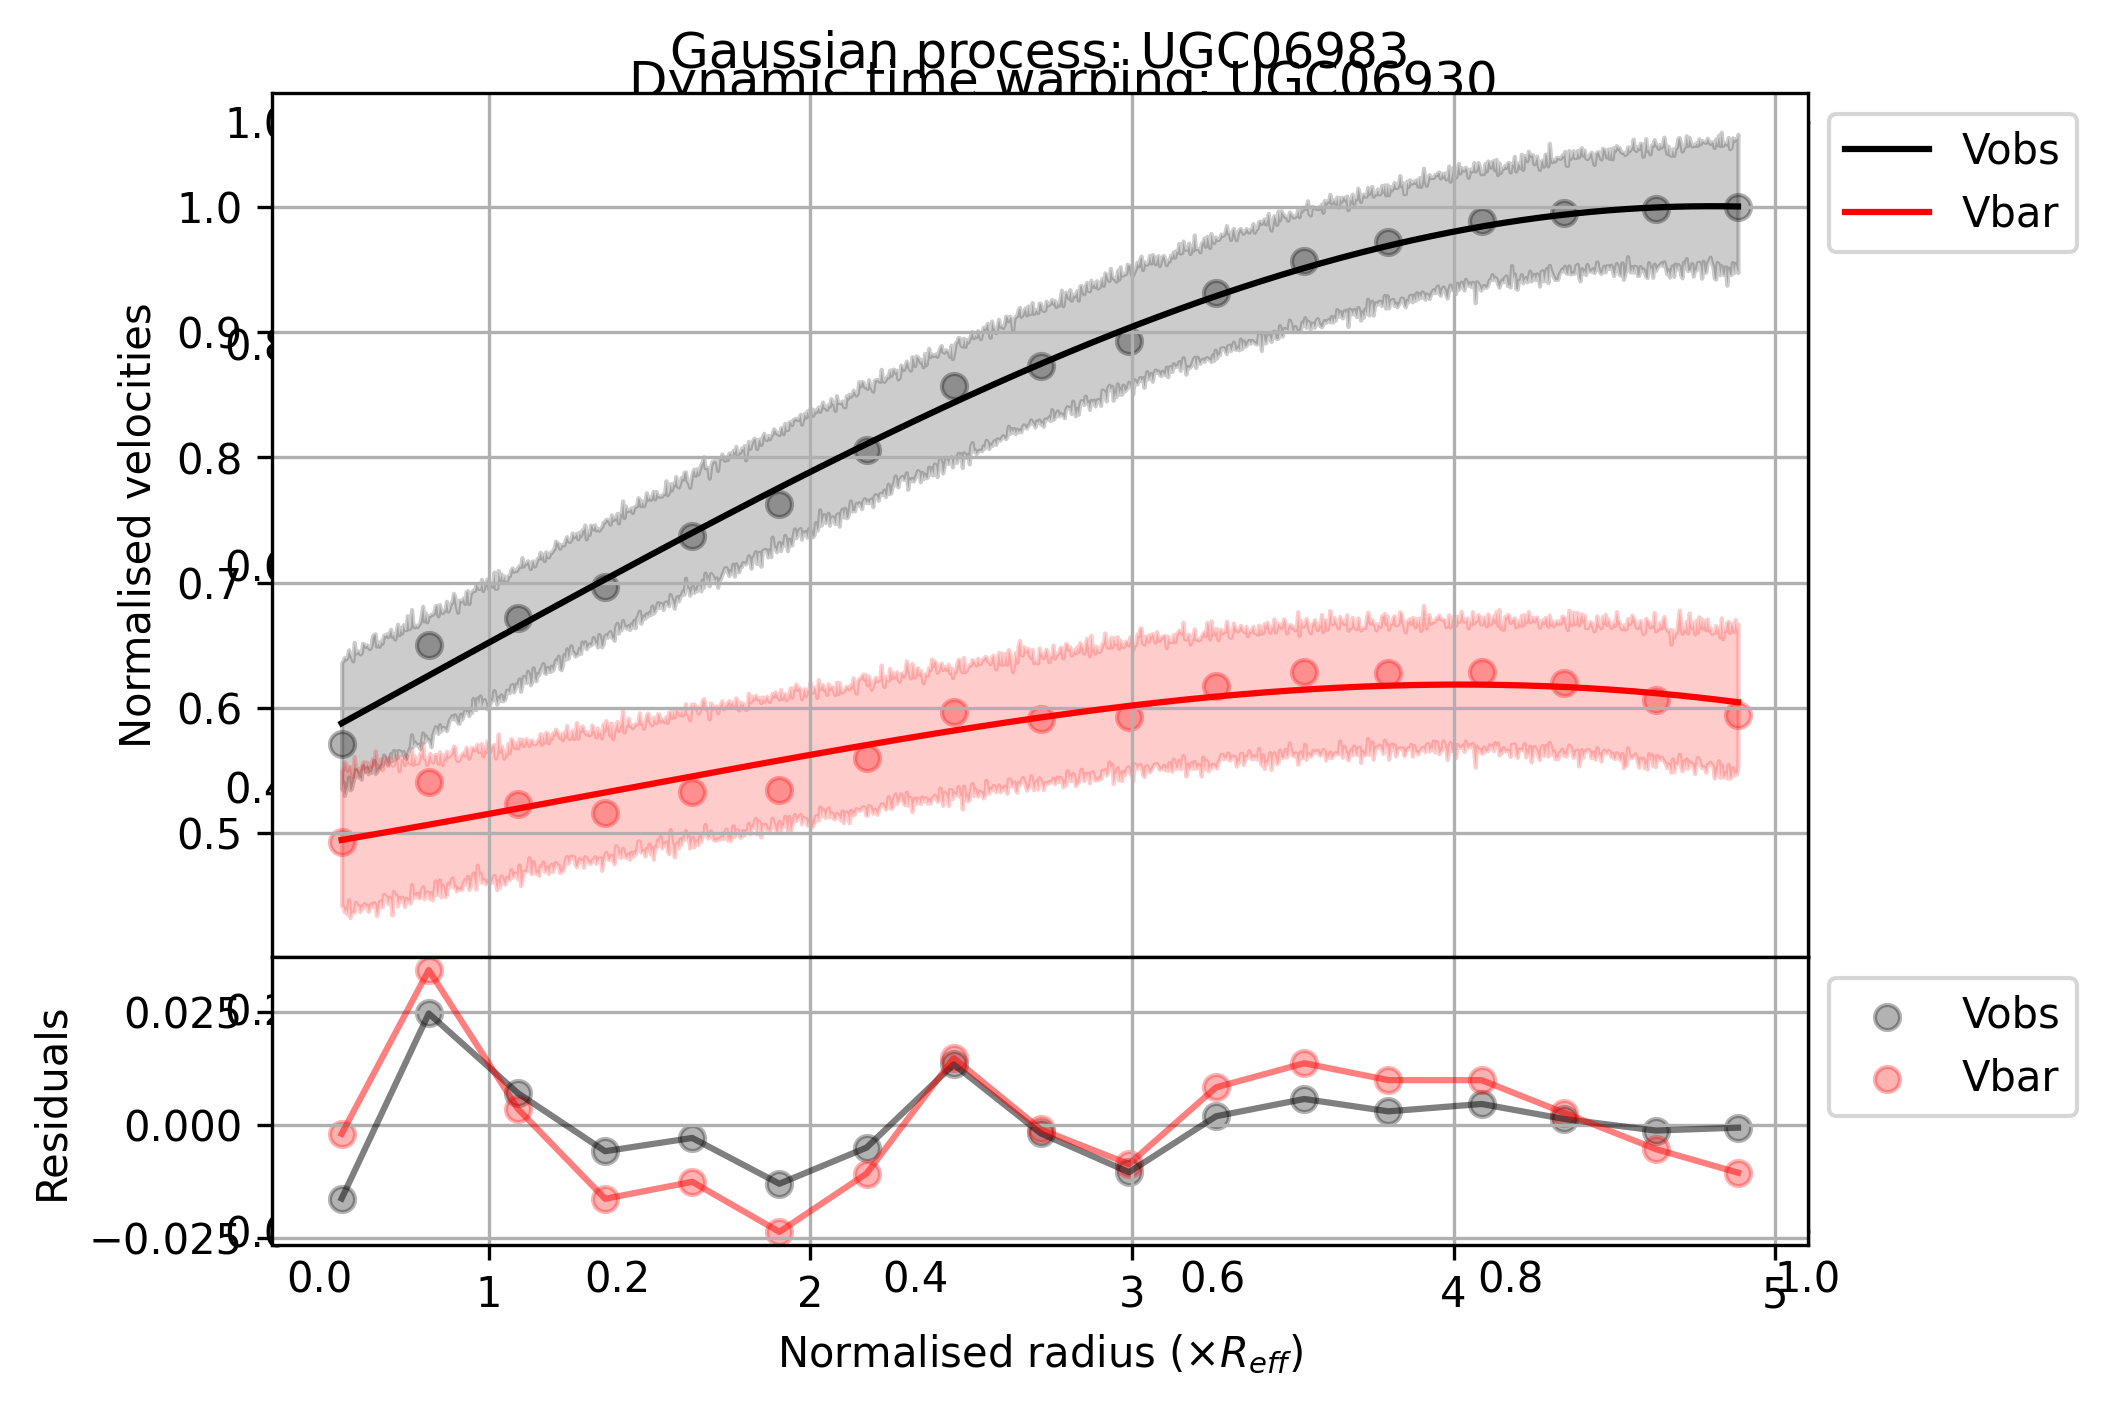 Gaussian process: UGC06983
Dynamic time warping: UGC06930
Normalised velocities
1.0
0.9
0.8
0.7
0.6
0.5
Vobs
Vbar
Residuals
0.025
0.000
−0.025
Vobs
Vbar
0.0 0.2 0.4 0.6 0.8 1.0
1 2 3 4 5
Normalised radius (×R_eff)